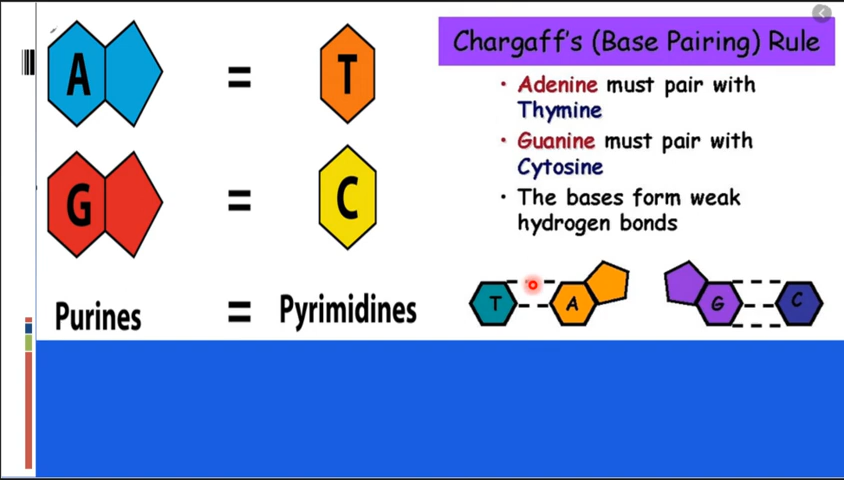 A = T
G = C
Purines = Pyrimidines
Chargaff's (Base Pairing) Rule
• Adenine must pair with
Thymine
• Guanine must pair with
Cytosine
• The bases form weak
hydrogen bonds
T A G C